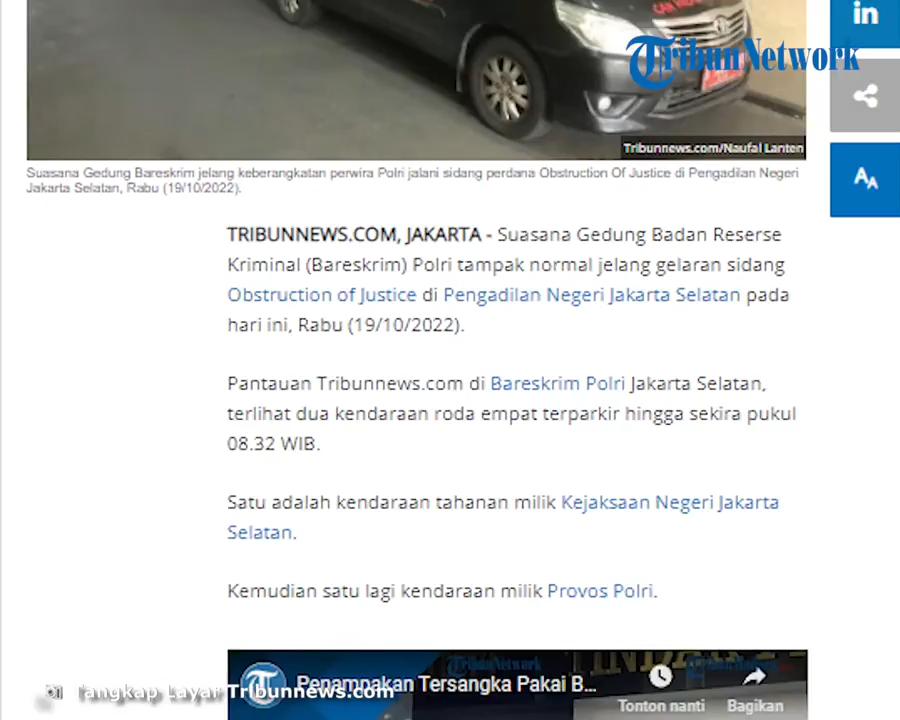 in
Tribun Network
Tribunnews.com/Naufal Lanten
Suasana Gedung Bareskrim jelang keberangkatan perwira Polri jalani sidang perdana Obstruction Of Justice di Pengadilan Negeri
Jakarta Selatan, Rabu (19/10/2022).
AA
TRIBUNNEWS.COM, JAKARTA - Suasana Gedung Badan Reserse
Kriminal (Bareskrim) Polri tampak normal jelang gelaran sidang
Obstruction of Justice di Pengadilan Negeri Jakarta Selatan pada
hari ini, Rabu (19/10/2022).
Pantauan Tribunnews.com di Bareskrim Polri Jakarta Selatan,
terlihat dua kendaraan roda empat terparkir hingga sekira pukul
08.32 WIB.
Satu adalah kendaraan tahanan milik Kejaksaan Negeri Jakarta
Selatan.
Kemudian satu lagi kendaraan milik Provos Polri.
Tribun Network
Penampakan Tersangka Pakai B...
Tangkap Layar Tribunnews.com
Tonton nanti
Bagikan